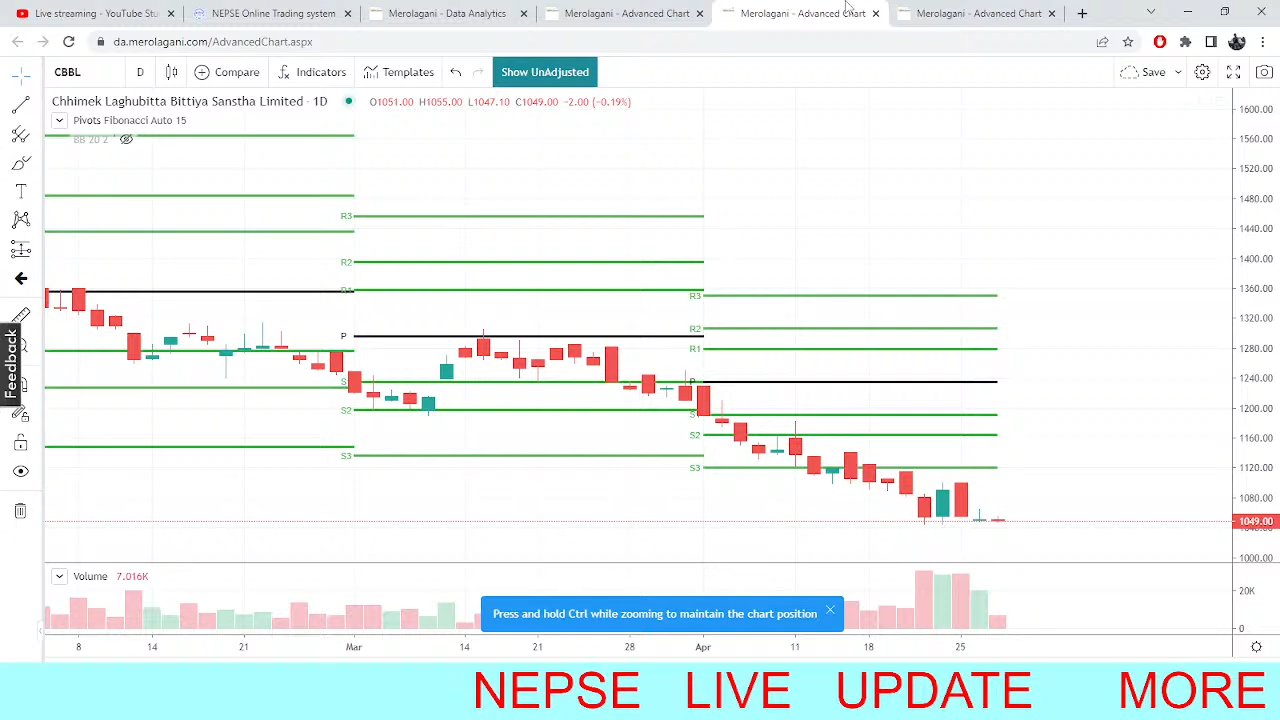 Live streaming - YouTube Stu
NEPSE Online Trading system
Merolagani - Data Analytics
Merolagani - Advanced Chart
Merolagani - Advanced Chart
Merolagani - Advanced Chart
da.merolagani.com/AdvancedChart.aspx
CBBL D Compare Indicators Templates Show UnAdjusted Save
Chhimek Laghubitta Bittiya Sanstha Limited · 1D O1051.00 H1055.00 L1047.10 C1049.00 -2.00 (-0.19%)
Pivots Fibonacci Auto 15
BB 20 2
1600.00
1560.00
1520.00
1480.00
1440.00
1400.00
1360.00
1320.00
1280.00
1240.00
1200.00
1160.00
1120.00
1080.00
1049.00
1000.00
R3
R2
R1
P
S2
S3
R3
R2
R1
P
S2
S3
Feedback
Volume 7.016K
20K
0
Press and hold Ctrl while zooming to maintain the chart position
8 14 21 Mar 14 21 28 Apr 11 18 25
NEPSE LIVE UPDATE MORE